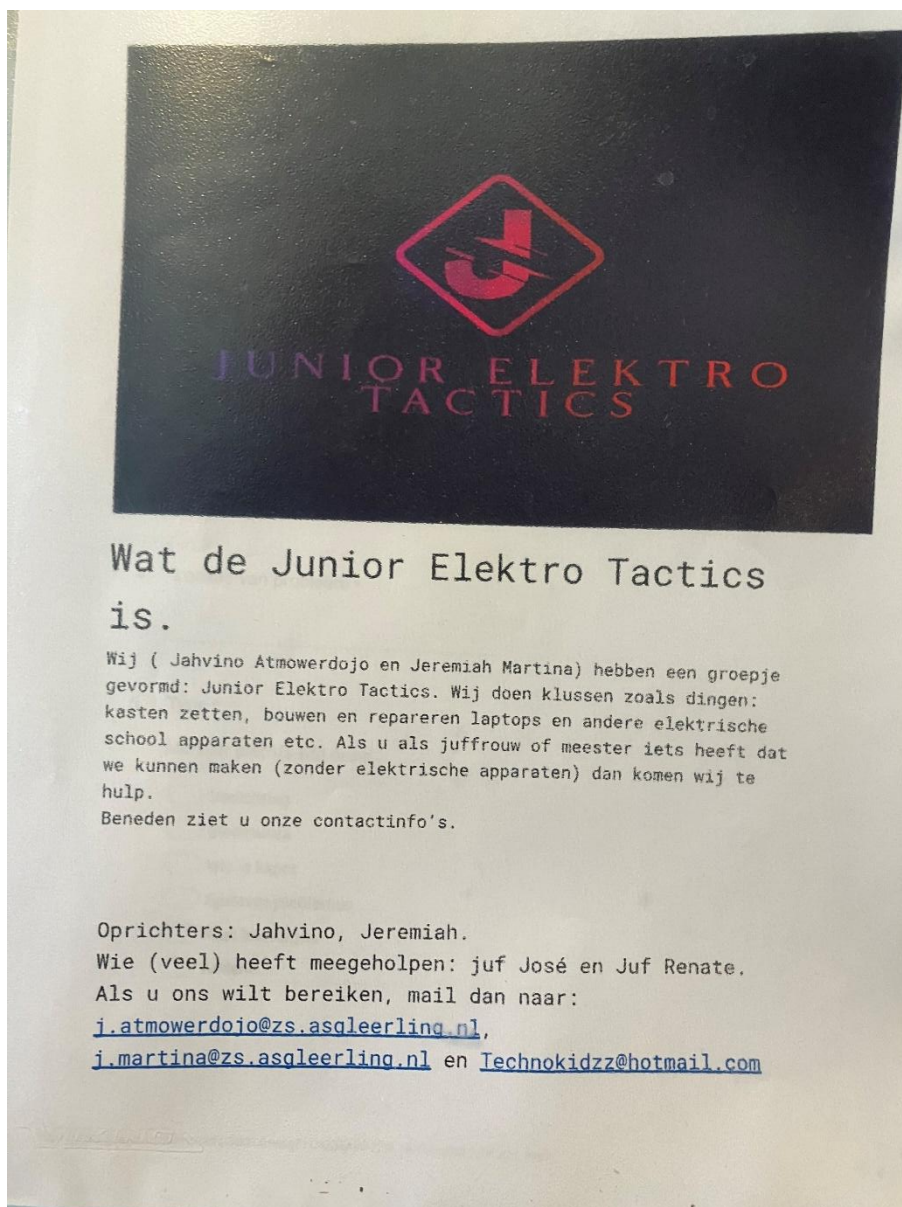 JUNIOR ELEKTRO
TACTICS
Wat de Junior Elektro Tactics
is.
Wij ( Jahvino Atmowerdojo en Jeremiah Martina) hebben een groepje
gevormd: Junior Elektro Tactics. Wij doen klussen zoals dingen:
kasten zetten, bouwen en repareren laptops en andere elektrische
school apparaten etc. Als u als juffrouw of meester iets heeft dat
we kunnen maken (zonder elektrische apparaten) dan komen wij te
hulp.
Beneden ziet u onze contactinfo's.
Oprichters: Jahvino, Jeremiah.
Wie (veel) heeft meegeholpen: juf José en Juf Renate.
Als u ons wilt bereiken, mail dan naar:
j.atmowerdojo@zs.asgleerling.nl,
j.martina@zs.asgleerling.nl en Technokidzz@hotmail.com